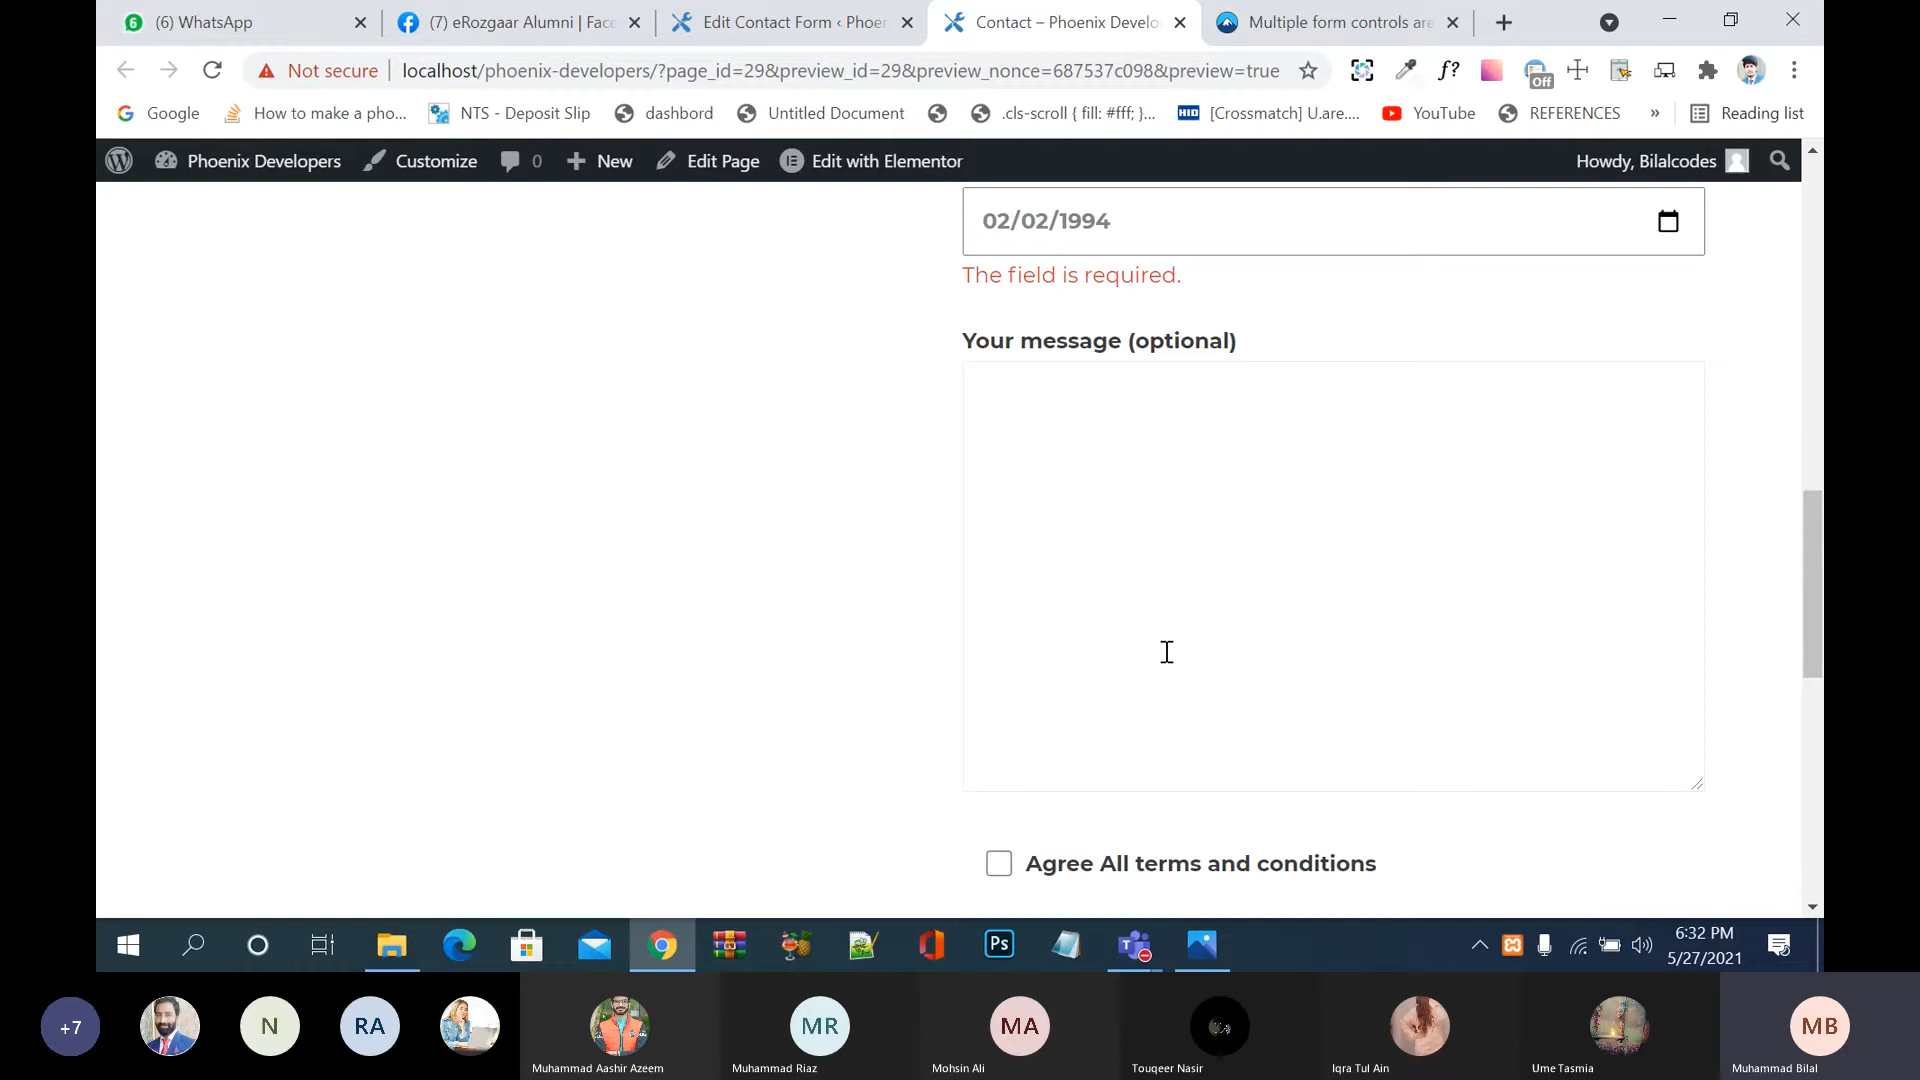 (6) WhatsApp
(7) eRozgaar Alumni | Face
Edit Contact Form ‹ Phoen
Contact – Phoenix Develo
Multiple form controls are
Not secure
localhost/phoenix-developers/?page_id=29&preview_id=29&preview_nonce=687537c098&preview=true
Off
Google
How to make a pho...
NTS - Deposit Slip
dashbord
Untitled Document
.cls-scroll { fill: #fff; }...
HID
[Crossmatch] U.are....
YouTube
REFERENCES
»
Reading list
Phoenix Developers
Customize
0
New
Edit Page
Edit with Elementor
Howdy, Bilalcodes
02/02/1994
The field is required.
Your message (optional)
Agree All terms and conditions
Ps
6:32 PM
5/27/2021
+7
N
RA
Muhammad Aashir Azeem
MR
Muhammad Riaz
MA
Mohsin Ali
Touqeer Nasir
Iqra Tul Ain
Ume Tasmia
MB
Muhammad Bilal